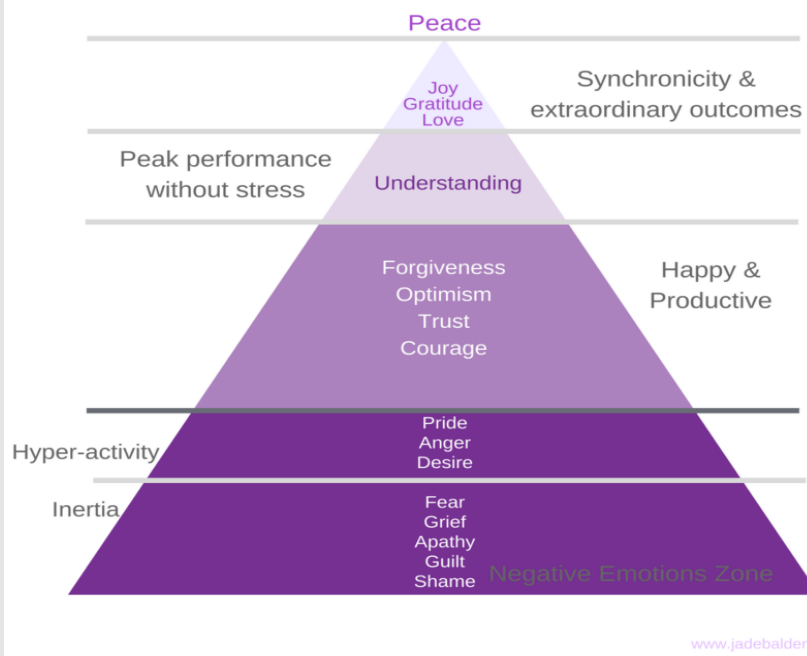 Peace
Joy
Gratitude
Love
Synchronicity &
extraordinary outcomes
Peak performance
without stress
Understanding
Forgiveness
Optimism
Trust
Courage
Happy &
Productive
Hyper-activity
Pride
Anger
Desire
Inertia
Fear
Grief
Apathy
Guilt
Shame
Negative Emotions Zone
www.jadebalder